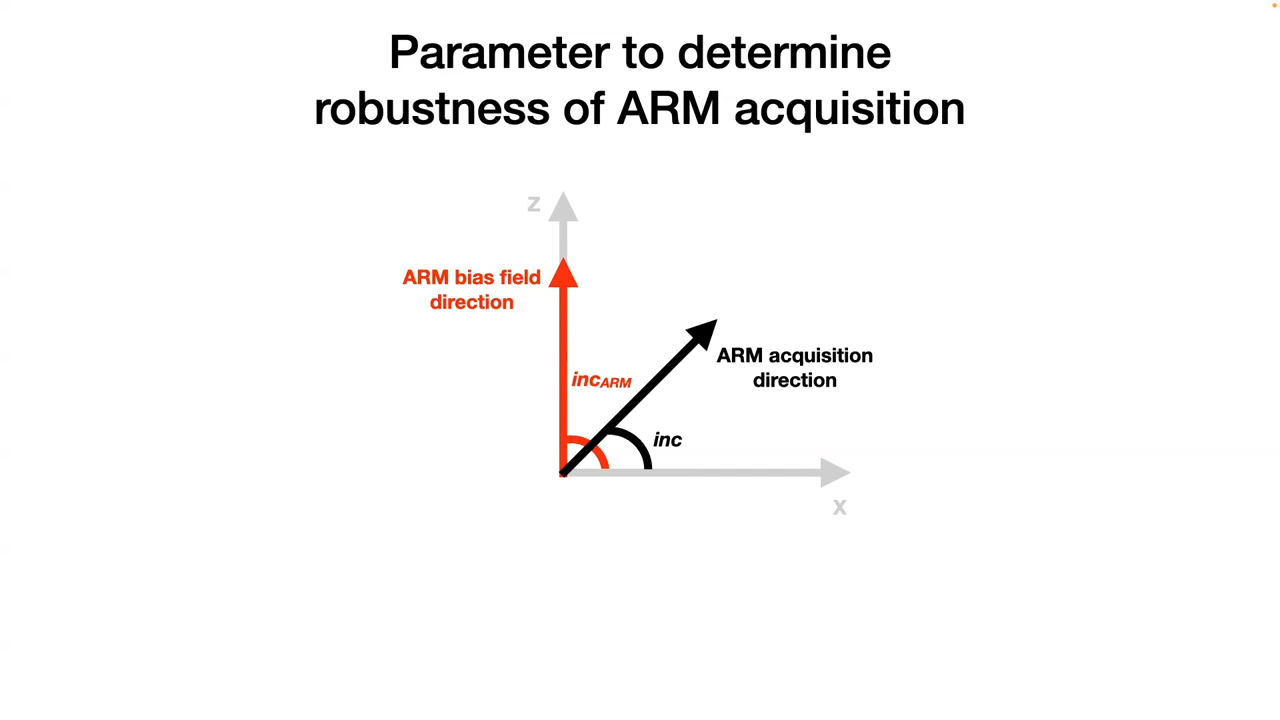 Parameter to determine
robustness of ARM acquisition
z
ARM bias field
direction
ARM acquisition
direction
incARM
inc
x